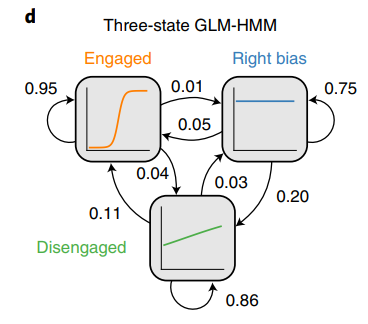 d
Three-state GLM-HMM
Engaged
Right bias
0.95
0.01
0.75
0.05
0.04
0.03
0.20
0.11
Disengaged
0.86